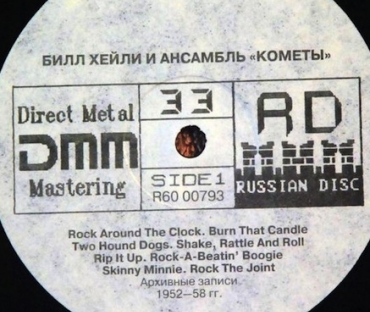 БИЛЛ ХЕЙЛИ И АНСАМБЛЬ «КОМЕТЫ»
Direct Metal
DMM
Mastering
33
SIDE 1
R60 00793
RD
RUSSIAN DISC
Rock Around The Clock. Burn That Candle
Two Hound Dogs. Shake, Rattle And Roll
Rip It Up. Rock-A-Beatin' Boogie
Skinny Minnie. Rock The Joint
Архивные записи
1952—58 гг.